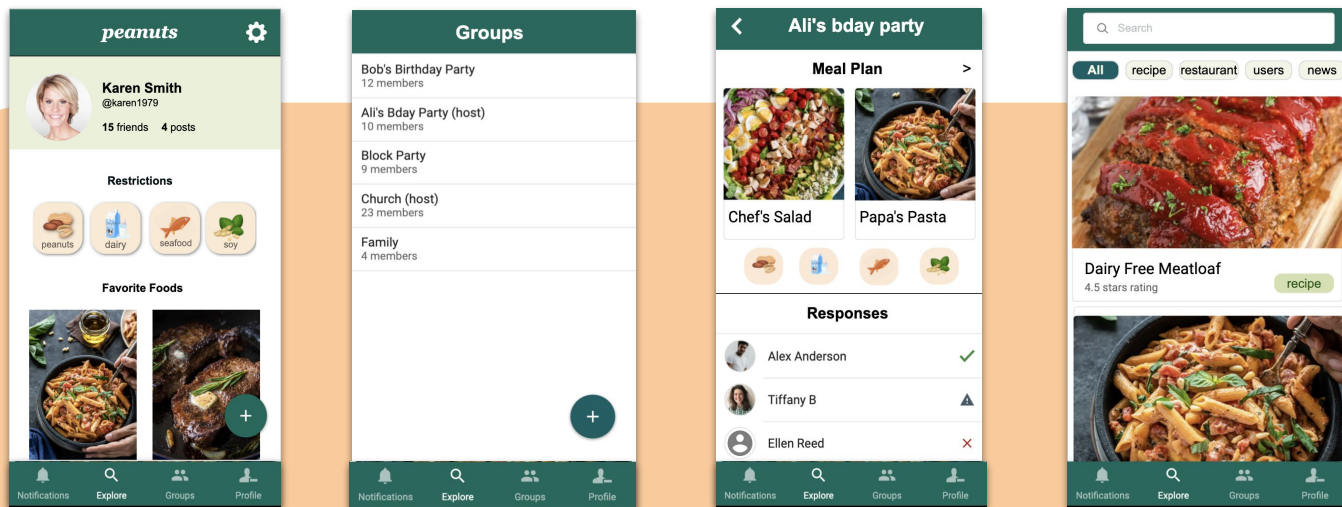 peanuts
Karen Smith
@karen1979
15 friends 4 posts
Restrictions
peanuts
dairy
seafood
soy
Favorite Foods
+
Notifications
Explore
Groups
Profile
Groups
Bob's Birthday Party
12 members
Ali's Bday Party (host)
10 members
Block Party
9 members
Church (host)
23 members
Family
4 members
+
Notifications
Explore
Groups
Profile
Ali's bday party
Meal Plan >
Chef's Salad
Papa's Pasta
Responses
Alex Anderson
Tiffany B
Ellen Reed
Notifications
Explore
Groups
Profile
Search
All
recipe
restaurant
users
news
Dairy Free Meatloaf
4.5 stars rating
recipe
Notifications
Explore
Groups
Profile